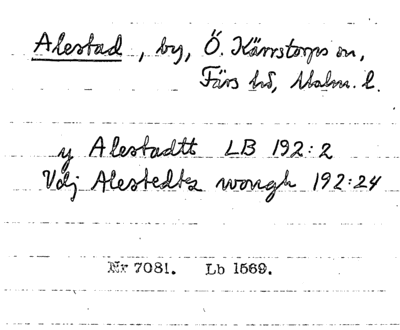 Alestad, by, Ö. Kärrstorps sn,
Färs hd, Malm. l.
y Alestadtt LB 192:2
Vdj Alestedtz wongh 192:24
Nr 7081. Lb 1569.